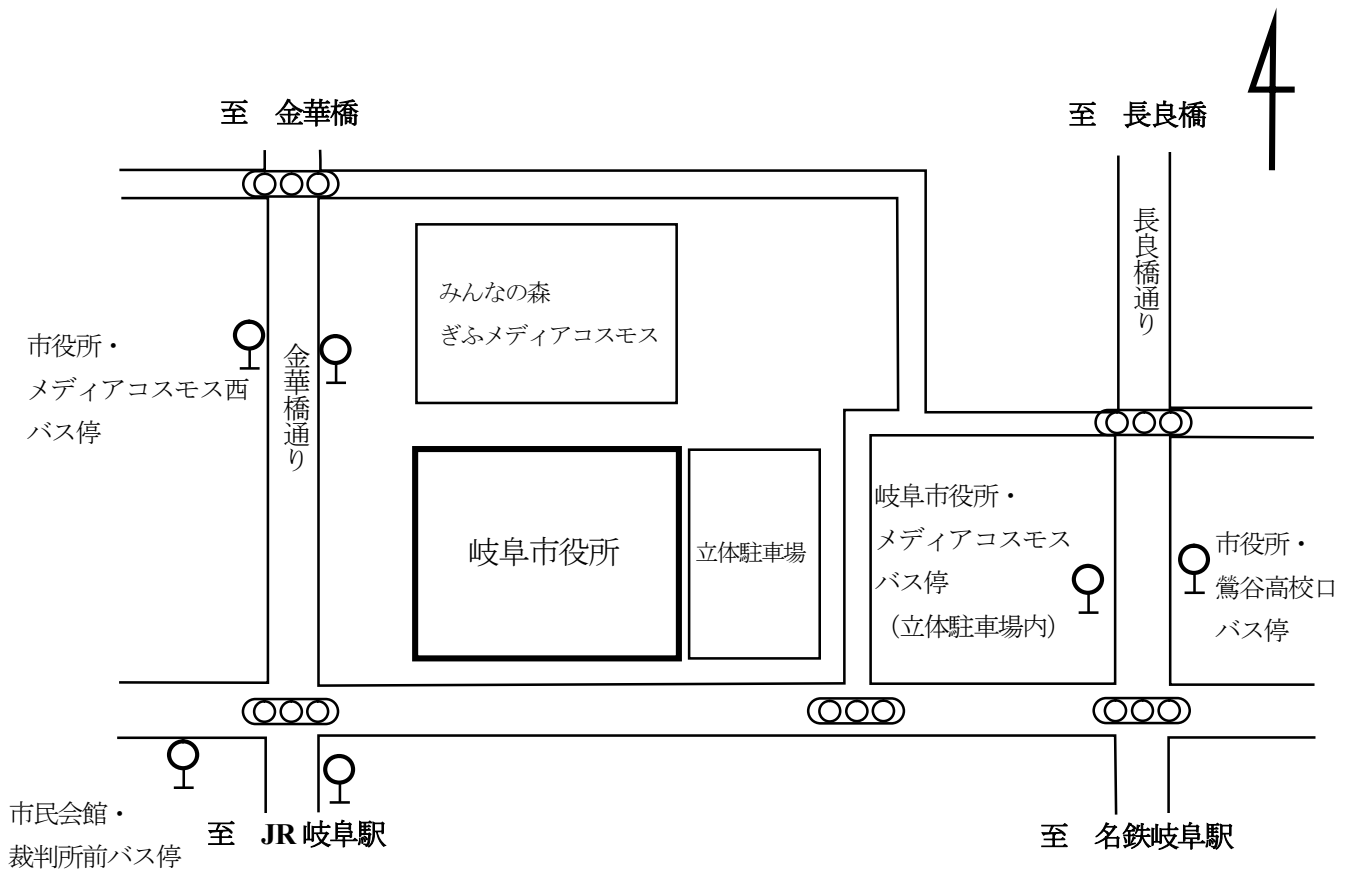 至　金華橋
至　長良橋
長良橋通り
みんなの森
ぎふメディアコスモス
市役所・
メディアコスモス西
バス停
金華橋通り
岐阜市役所
立体駐車場
岐阜市役所・
メディアコスモス
バス停
（立体駐車場内）
市役所・
鶯谷高校口
バス停
市民会館・
裁判所前バス停
至　JR 岐阜駅
至　名鉄岐阜駅